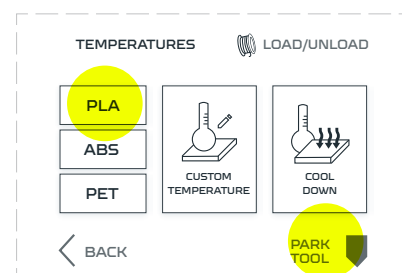 TEMPERATURES
LOAD/UNLOAD
PLA
ABS
PET
CUSTOM
TEMPERATURE
COOL
DOWN
BACK
PARK
TOOL